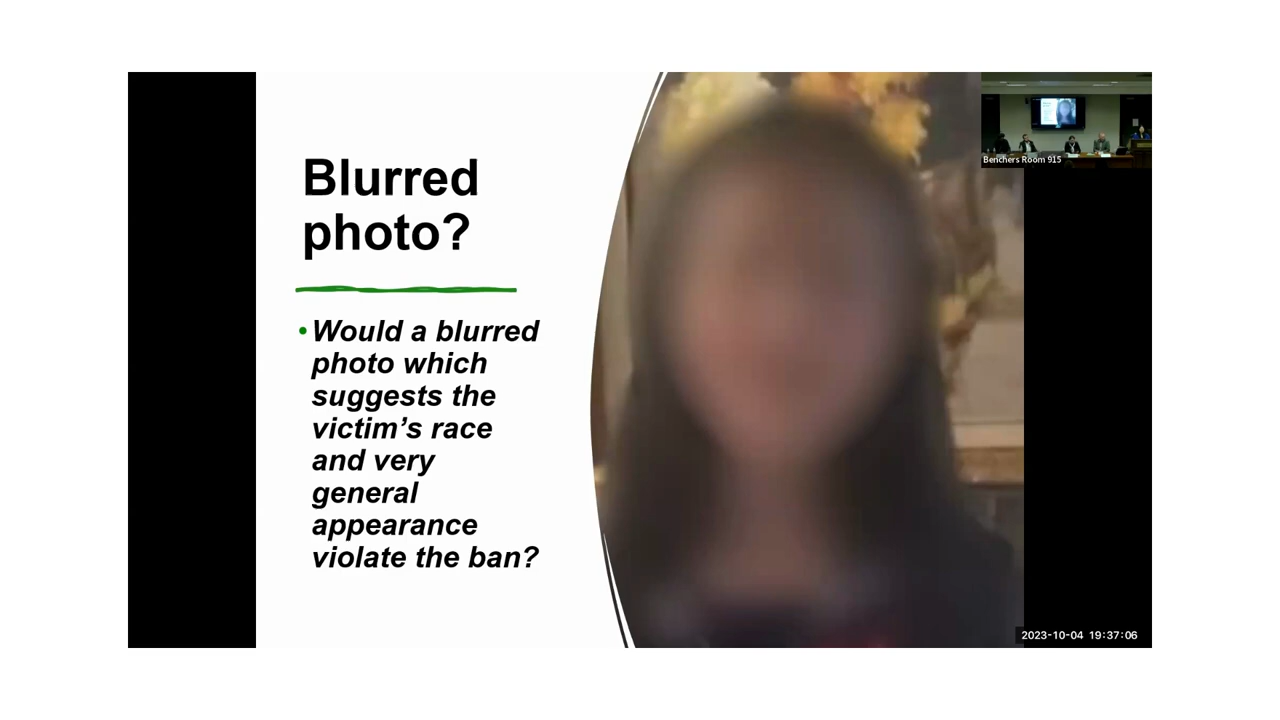 Blurred
photo?
• Would a blurred
photo which
suggests the
victim’s race
and very
general
appearance
violate the ban?
Benchers Room 915
2023-10-04 19:37:06